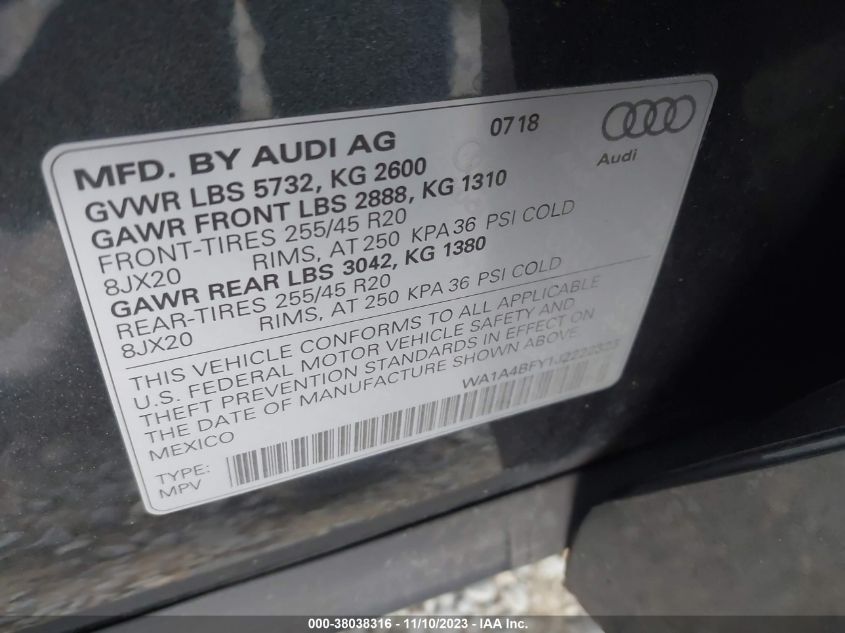 MFD. BY AUDI AG 0718
Audi
GVWR LBS 5732, KG 2600
GAWR FRONT LBS 2888, KG 1310
FRONT-TIRES 255/45 R20
8JX20 RIMS, AT 250 KPA 36 PSI COLD
GAWR REAR LBS 3042, KG 1380
REAR-TIRES 255/45 R20
8JX20 RIMS, AT 250 KPA 36 PSI COLD
THIS VEHICLE CONFORMS TO ALL APPLICABLE
U.S. FEDERAL MOTOR VEHICLE SAFETY AND
THEFT PREVENTION STANDARDS IN EFFECT ON
THE DATE OF MANUFACTURE SHOWN ABOVE.
MEXICO
TYPE:
MPV
000-38038316 - 11/10/2023 - IAA Inc.